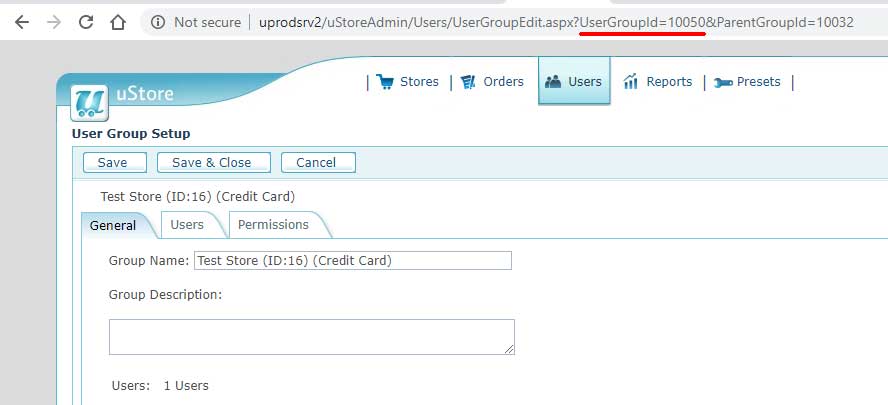 Not secure | uprodsrv2/uStoreAdmin/Users/UserGroupEdit.aspx?UserGroupId=10050&ParentGroupId=10032
u uStore | Stores | Orders Users Reports | Presets |
User Group Setup
Save Save & Close Cancel
Test Store (ID:16) (Credit Card)
General Users Permissions
Group Name: Test Store (ID:16) (Credit Card)
Group Description:
Users: 1 Users